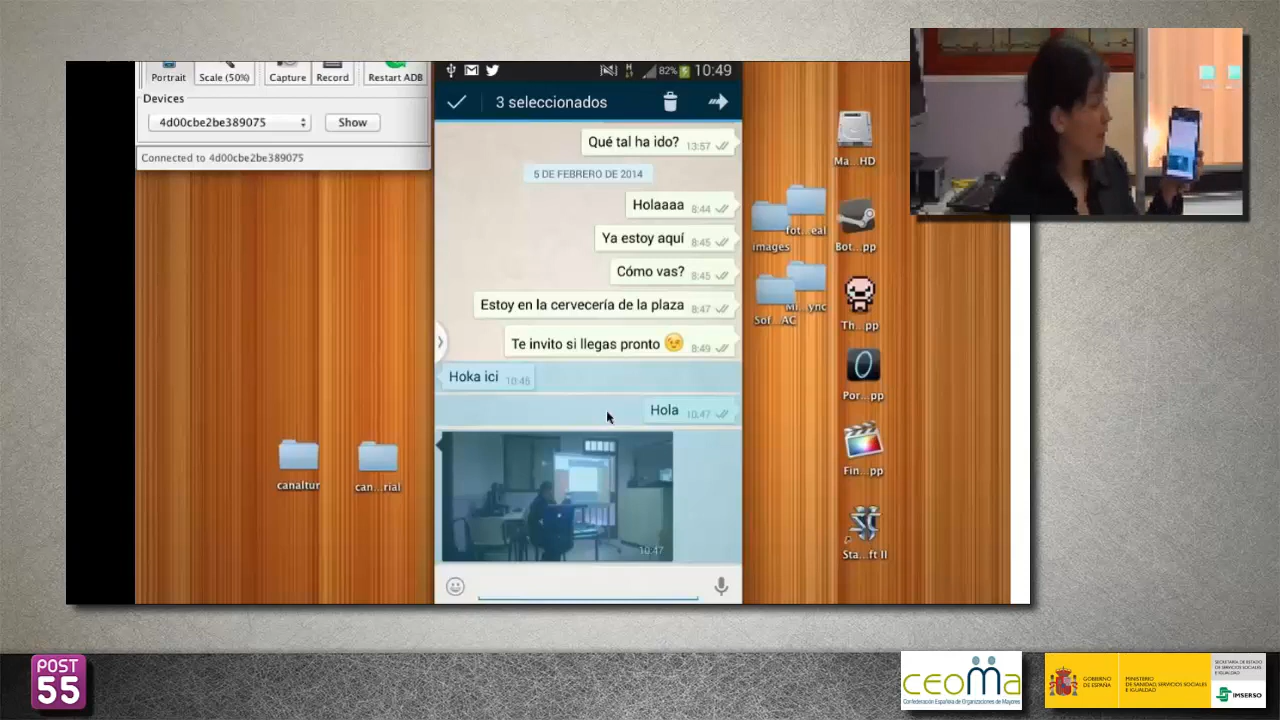 Portrait Scale (50%) Capture Record Restart ADB
Devices
4d00cbe2be389075 Show
Connected to 4d00cbe2be389075
82% 10:49
3 seleccionados
Qué tal ha ido? 13:57
5 DE FEBRERO DE 2014
Holaaaa 8:44
Ya estoy aquí 8:45
Cómo vas? 8:45
Estoy en la cervecería de la plaza 8:47
Te invito si llegas pronto 😉 8:49
Hoka ici 10:45
Hola 10:47
10:47
canaltur
can...rial
Ma...HD
images
fot...eal
Bot...pp
Sof...AC
Mi...ync
Th...pp
Por...pp
Fin...pp
Sta...ft II
POST
55
ceoma
Confederación Española de Organizaciones de Mayores
GOBIERNO
DE ESPAÑA
MINISTERIO
DE SANIDAD, SERVICIOS SOCIALES
E IGUALDAD
SECRETARÍA DE ESTADO
DE SERVICIOS SOCIALES
E IGUALDAD
IMSERSO